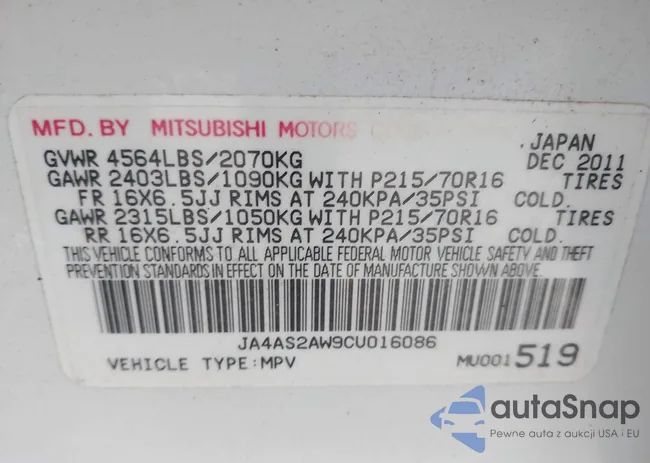 MFD. BY MITSUBISHI MOTORS
JAPAN
GVWR 4564LBS/2070KG DEC 2011
GAWR 2403LBS/1090KG WITH P215/70R16 TIRES
FR 16X6.5JJ RIMS AT 240KPA/35PSI COLD.
GAWR 2315LBS/1050KG WITH P215/70R16 TIRES
RR 16X6.5JJ RIMS AT 240KPA/35PSI COLD.
THIS VEHICLE CONFORMS TO ALL APPLICABLE FEDERAL MOTOR VEHICLE SAFETY AND THEFT
PREVENTION STANDARDS IN EFFECT ON THE DATE OF MANUFACTURE SHOWN ABOVE.
JA4AS2AW9CU016086
VEHICLE TYPE:MPV MU001519
autaSnap
Pewne auta z aukcji USA i EU